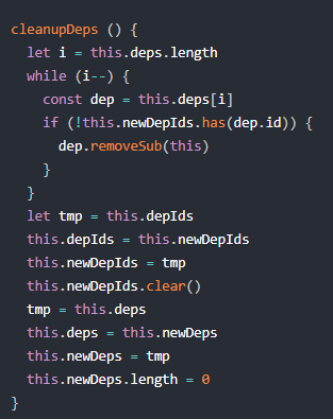 cleanupDeps () {
  let i = this.deps.length
  while (i--) {
    const dep = this.deps[i]
    if (!this.newDepIds.has(dep.id)) {
      dep.removeSub(this)
    }
  }
  let tmp = this.depIds
  this.depIds = this.newDepIds
  this.newDepIds = tmp
  this.newDepIds.clear()
  tmp = this.deps
  this.deps = this.newDeps
  this.newDeps = tmp
  this.newDeps.length = 0
}